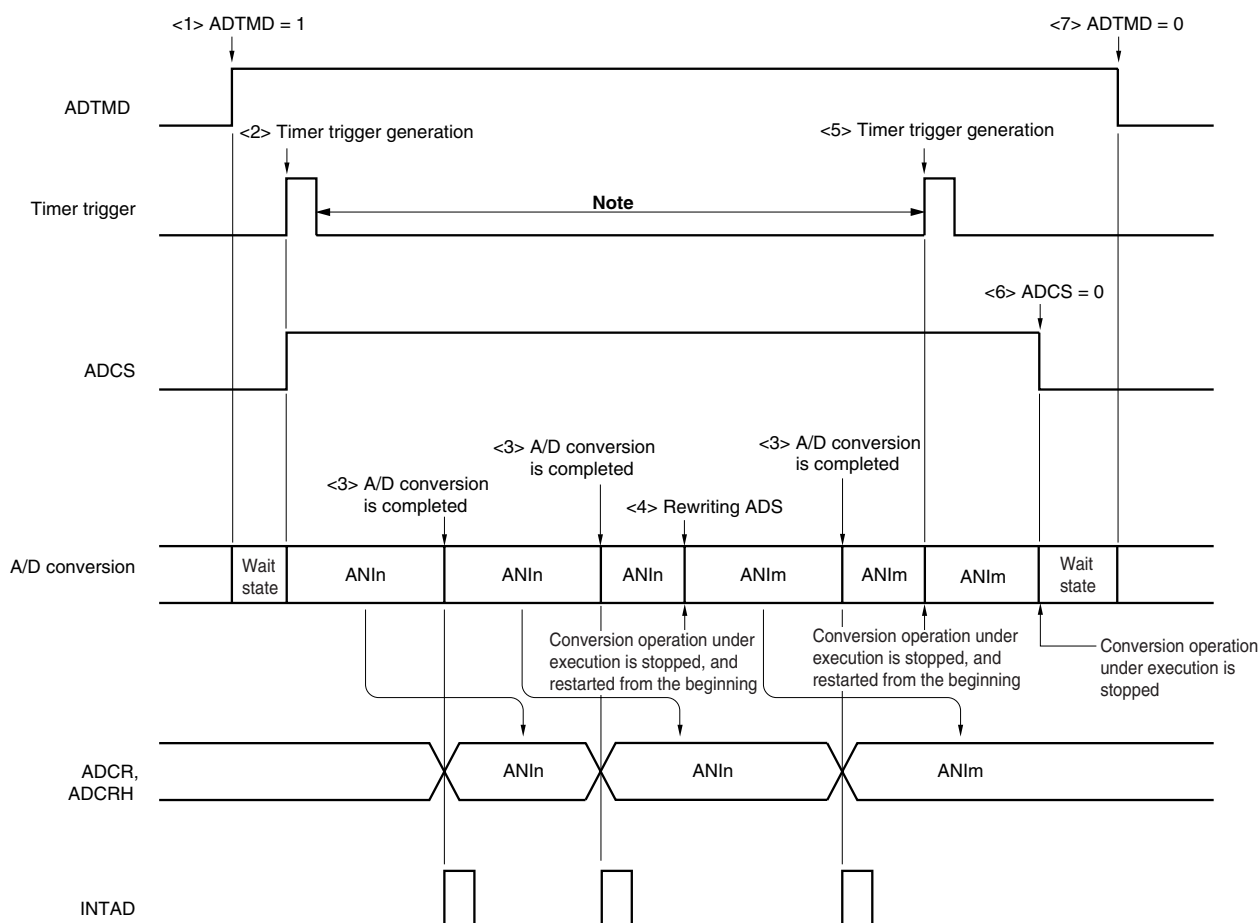 <1> ADTMD = 1
<7> ADTMD = 0
ADTMD
<2> Timer trigger generation
<5> Timer trigger generation
Timer trigger
Note
<6> ADCS = 0
ADCS
<3> A/D conversion
is completed
<3> A/D conversion
is completed
<3> A/D conversion
is completed
<4> Rewriting ADS
A/D conversion
Wait
state
ANIn
ANIn
ANIn
ANIm
ANIm
ANIm
Wait
state
Conversion operation under
execution is stopped, and
restarted from the beginning
Conversion operation under
execution is stopped, and
restarted from the beginning
Conversion operation
under execution is
stopped
ADCR,
ADCRH
ANIn
ANIn
ANIm
INTAD